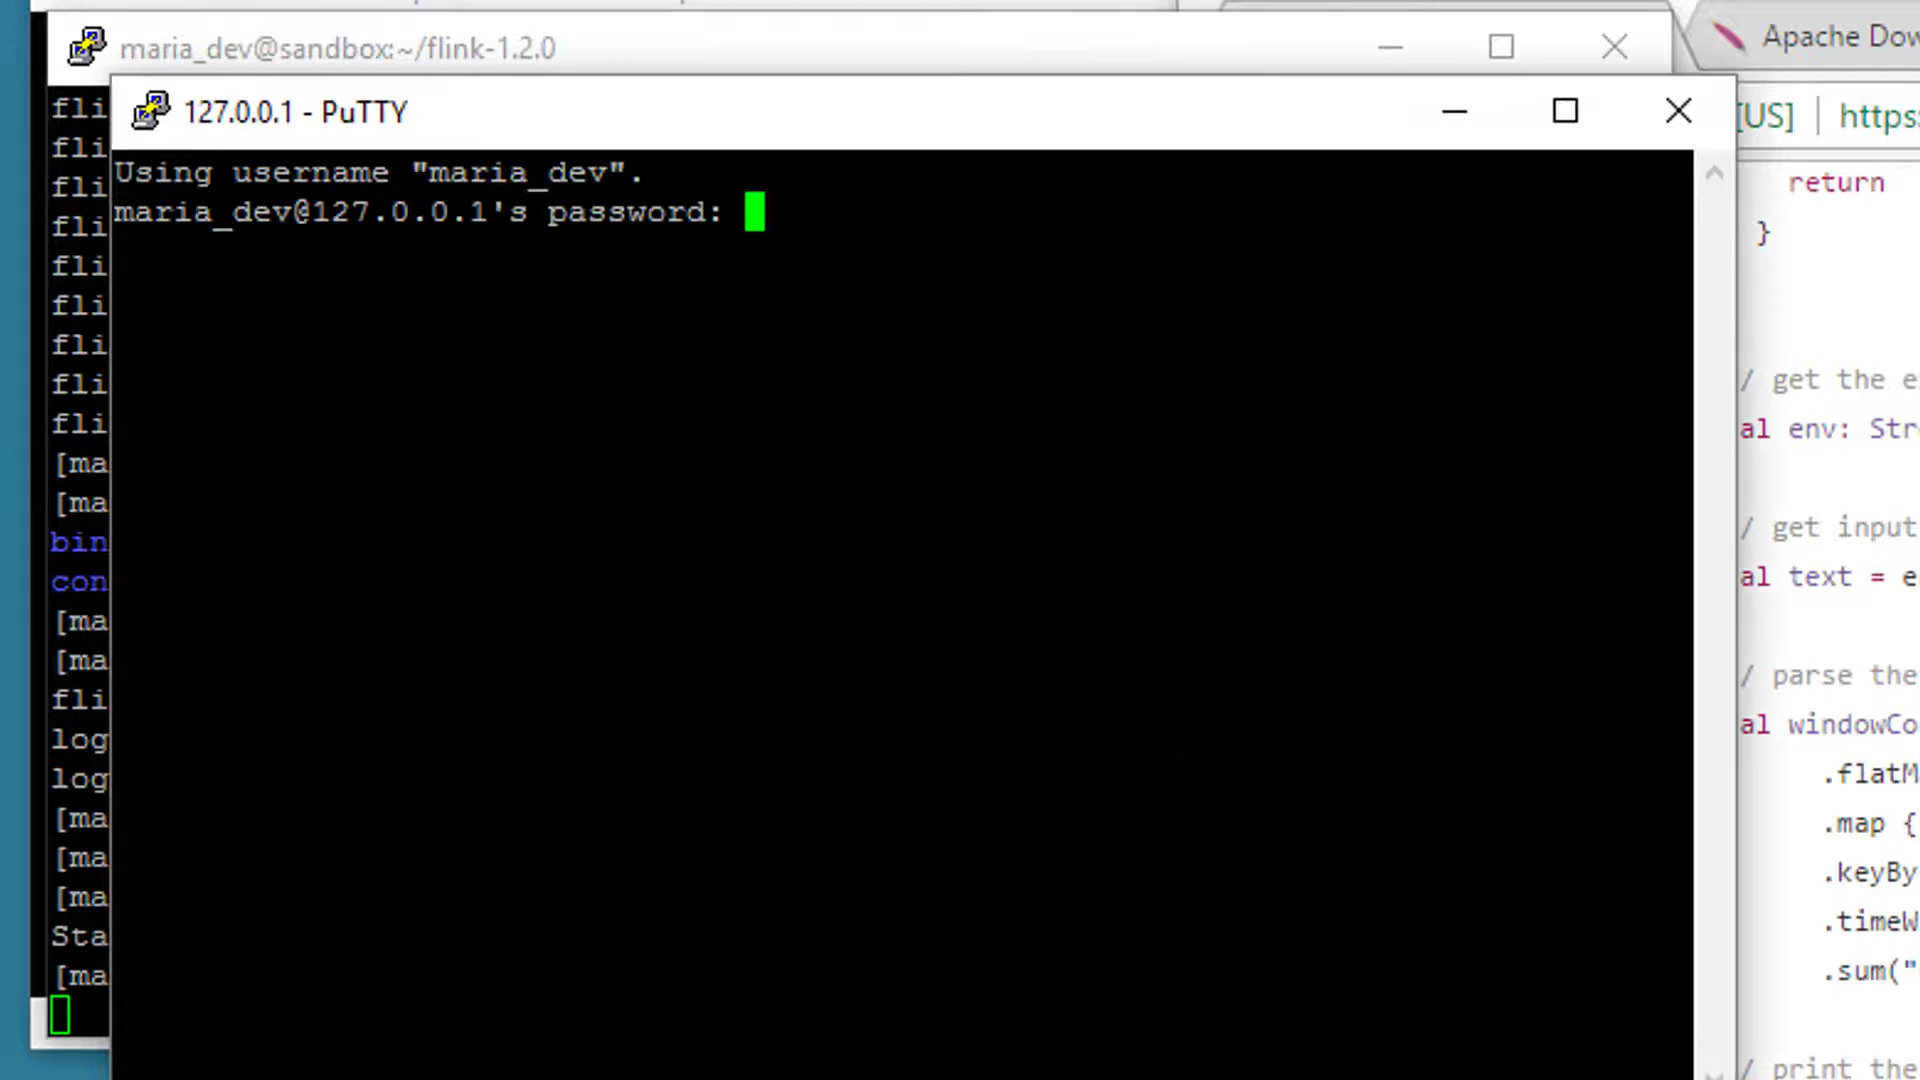 maria_dev@sandbox:~/flink-1.2.0
Apache Dow
127.0.0.1 - PuTTY
[US] | https:
Using username "maria_dev".
maria_dev@127.0.0.1's password:
fli
fli
fli
fli
fli
fli
fli
fli
fli
[ma
[ma
bin
con
[ma
[ma
fli
log
log
[ma
[ma
[ma
Sta
[ma
return
}
/ get the e
al env: Stre
/ get input
al text = e
/ parse the
al windowCo
.flatM
.map {
.keyBy
.timeW
.sum("
/ print the